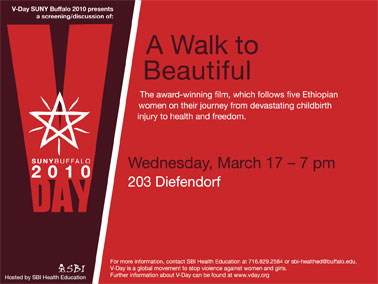 V-Day SUNY Buffalo 2010 presents
a screening/discussion of:
V
SUNYBUFFALO
2010
DAY
SBI
Hosted by SBI Health Education
A Walk to
Beautiful
The award-winning film, which follows five Ethiopian
women on their journey from devastating childbirth
injury to health and freedom.
Wednesday, March 17 – 7 pm
203 Diefendorf
For more information, contact SBI Health Education at 716.829.2584 or sbi-healthed@buffalo.edu.
V-Day is a global movement to stop violence against women and girls.
Further information about V-Day can be found at www.vday.org